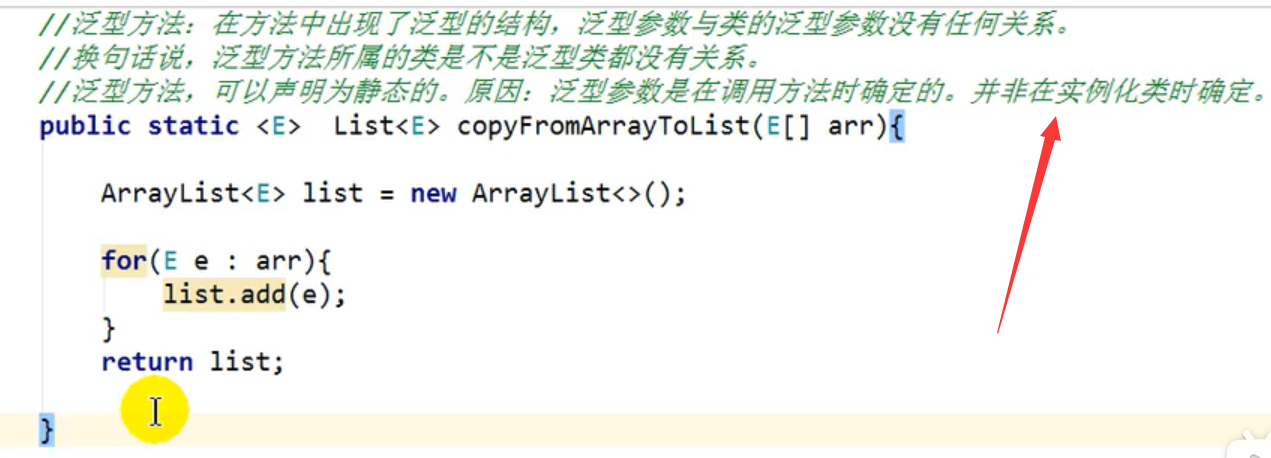 //泛型方法：在方法中出现了泛型的结构，泛型参数与类的泛型参数没有任何关系。
//换句话说，泛型方法所属的类是不是泛型类都没有关系。
//泛型方法，可以声明为静态的。原因：泛型参数是在调用方法时确定的。并非在实例化类时确定。
public static <E>  List<E> copyFromArrayToList(E[] arr){
ArrayList<E> list = new ArrayList<>();
for(E e : arr){
list.add(e);
}
return list;
}